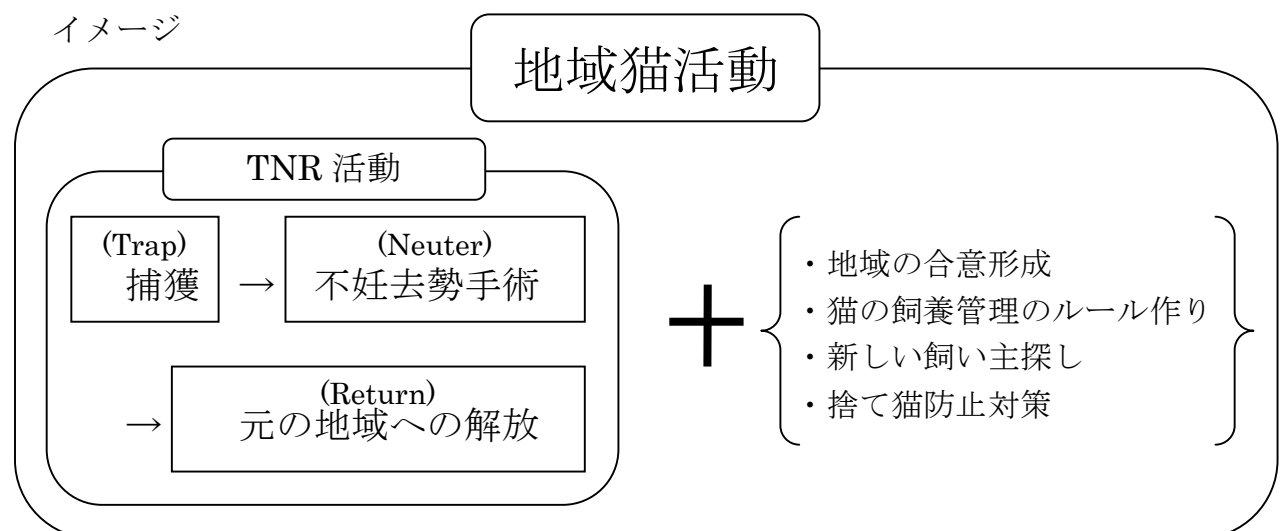 イメージ
地域猫活動
TNR 活動
(Trap)
捕獲
→
(Neuter)
不妊去勢手術
→
(Return)
元の地域への解放
＋
・地域の合意形成
・猫の飼養管理のルール作り
・新しい飼い主探し
・捨て猫防止対策